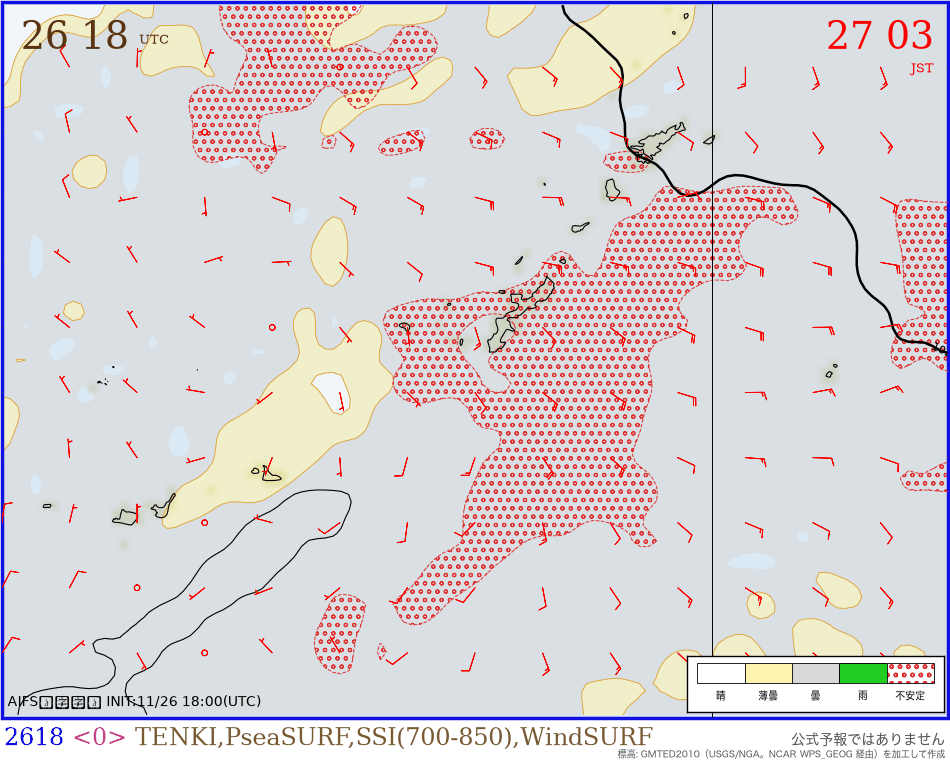 26 18 UTC
27 03
JST
晴 薄曇 曇 雨 不安定
AIFS INIT:11/26 18:00(UTC)
2618 <0> TENKI,PseaSURF,SSI(700-850),WindSURF
公式予報ではありません
標高: GMTED2010（USGS/NGA。NCAR WPS_GEOG 経由）を加工して作成